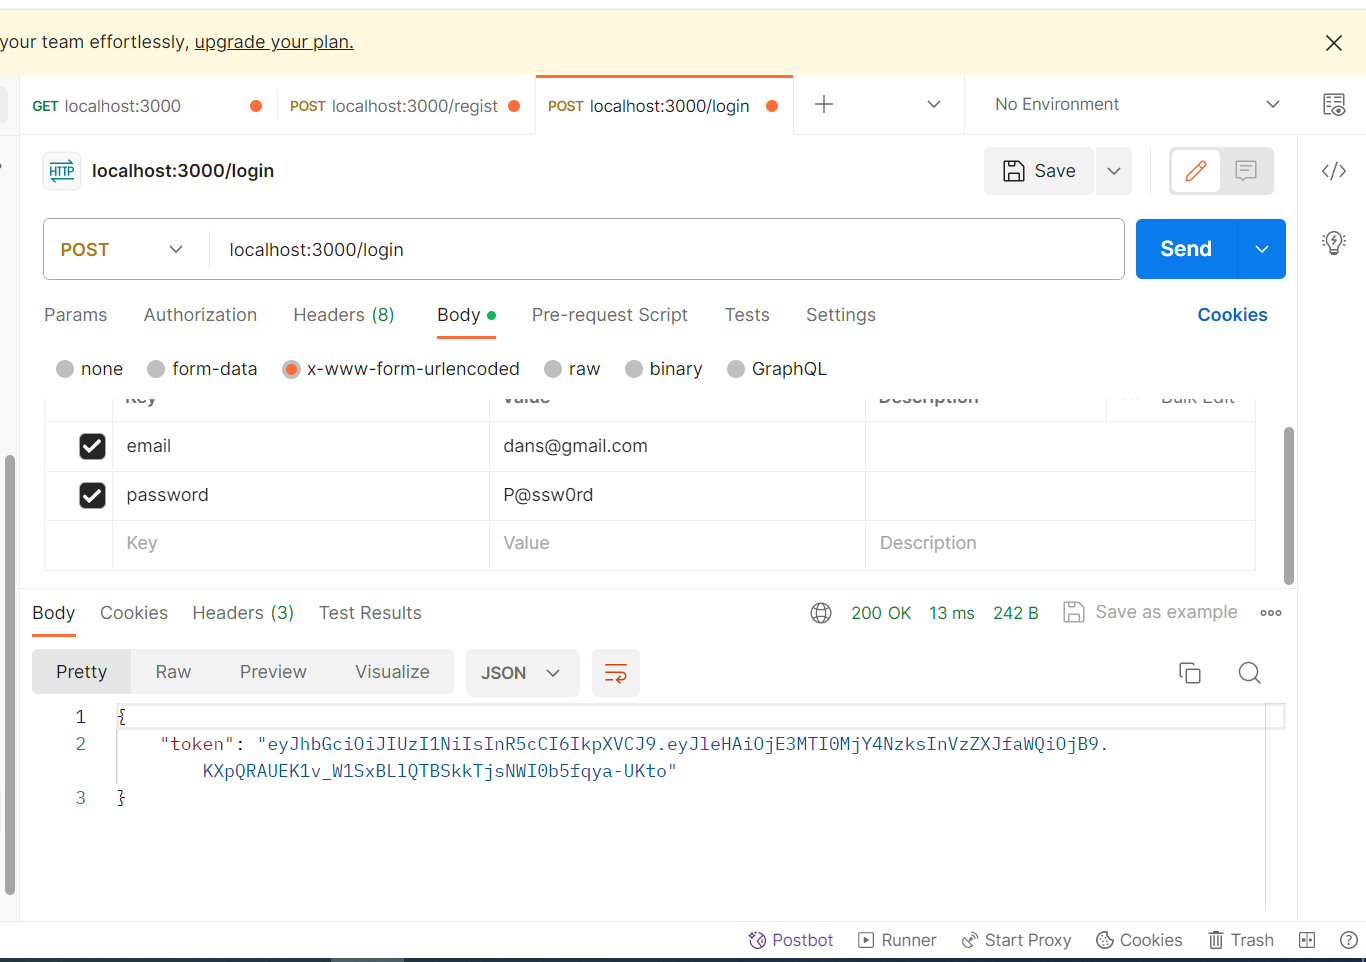 your team effortlessly, upgrade your plan.
GET localhost:3000
POST localhost:3000/regist
POST localhost:3000/login
No Environment
HTTP
localhost:3000/login
Save
POST
localhost:3000/login
Send
Params
Authorization
Headers (8)
Body
Pre-request Script
Tests
Settings
Cookies
none
form-data
x-www-form-urlencoded
raw
binary
GraphQL
Key
Value
Description
Bulk Edit
email
dans@gmail.com
password
P@ssw0rd
Key
Value
Description
Body
Cookies
Headers (3)
Test Results
200 OK
13 ms
242 B
Save as example
Pretty
Raw
Preview
Visualize
JSON
1
{
2
"token": "eyJhbGciOiJIUzI1NiIsInR5cCI6IkpXVCJ9.eyJleHAiOjE3MTI0MjY4NzksInVzZXJfaWQiOjB9.
KXpQRAUEK1v_W1SxBLlQTBSkkTjsNWI0b5fqya-UKto"
3
}
Postbot
Runner
Start Proxy
Cookies
Trash